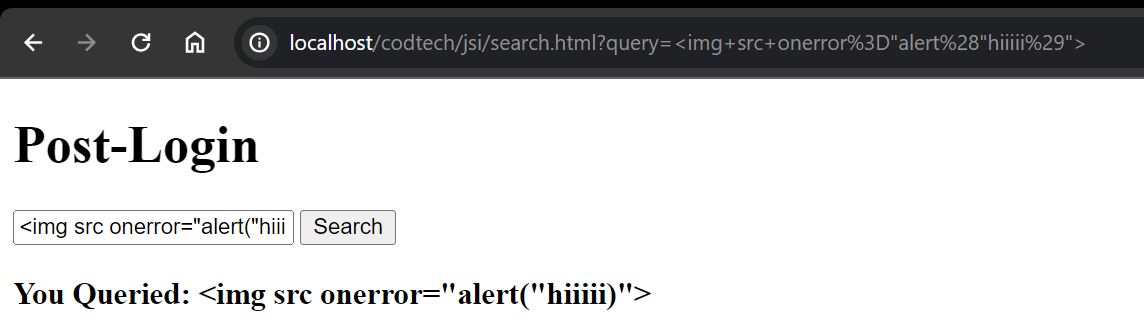 localhost/codtech/jsi/search.html?query=<img+src+onerror%3D"alert%28"hiiiii%29">
Post-Login
<img src onerror="alert("hiii Search
You Queried: <img src onerror="alert("hiiiii)">